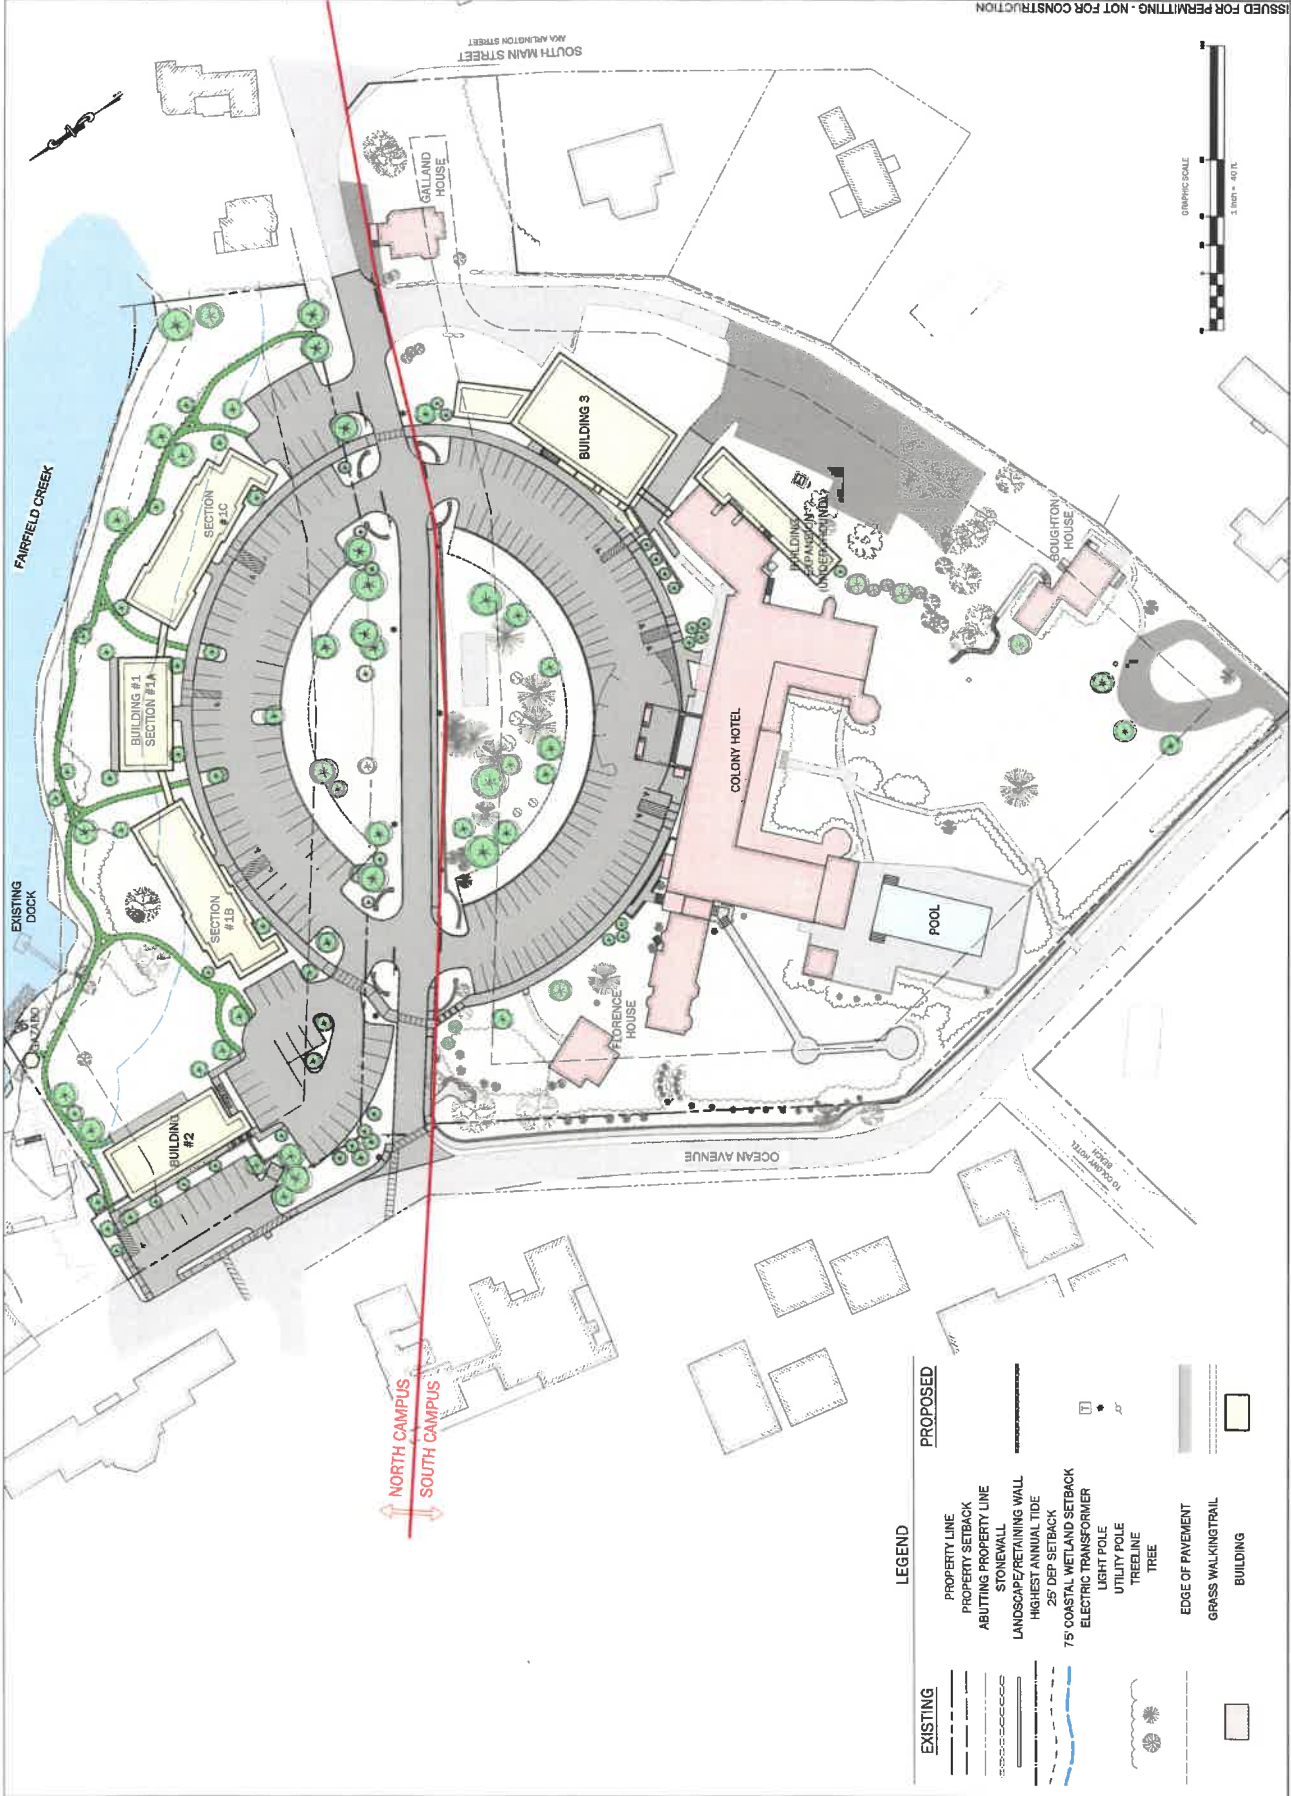 ISSUED FOR PERMITTING - NOT FOR CONSTRUCTION
SOUTH MAIN STREET
AKA ARLINGTON STREET
GRAPHIC SCALE
1 inch = 40 ft.
FAIRFIELD CREEK
EXISTING
DOCK
GAZABO
GALLAND
HOUSE
BUILDING 3
SECTION
#1C
BUILDING #1
SECTION #1A
SECTION
#1B
BUILDING
#2
BUILDING
EXPANSION
(UNDERGROUND)
BOUGHTON
HOUSE
COLONY HOTEL
POOL
FLORENCE
HOUSE
OCEAN AVENUE
TO COLONY HOTEL
BEACH
NORTH CAMPUS
SOUTH CAMPUS
LEGEND
EXISTING
PROPOSED
PROPERTY LINE
PROPERTY SETBACK
ABUTTING PROPERTY LINE
STONEWALL
LANDSCAPE/RETAINING WALL
HIGHEST ANNUAL TIDE
25' DEP SETBACK
75' COASTAL WETLAND SETBACK
ELECTRIC TRANSFORMER
T
LIGHT POLE
UTILITY POLE
TREELINE
TREE
EDGE OF PAVEMENT
GRASS WALKINGTRAIL
BUILDING